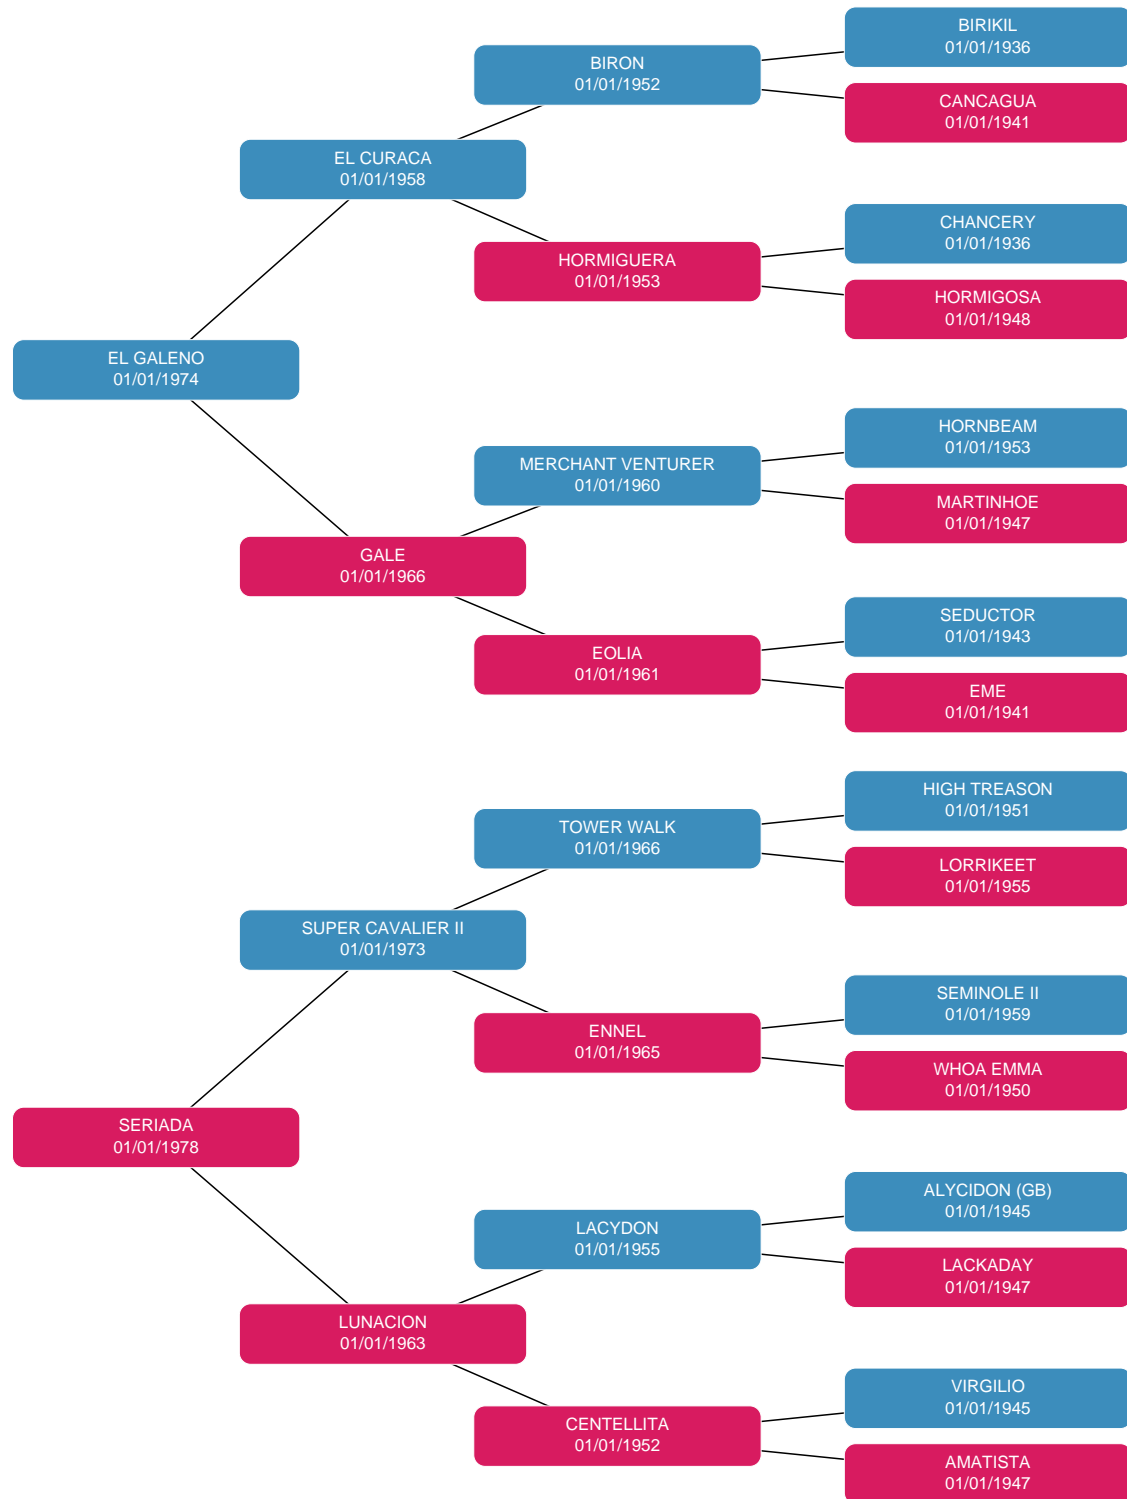 BIRIKIL
01/01/1936
BIRON
01/01/1952
CANCAGUA
01/01/1941
EL CURACA
01/01/1958
CHANCERY
01/01/1936
HORMIGUERA
01/01/1953
HORMIGOSA
01/01/1948
EL GALENO
01/01/1974
HORNBEAM
01/01/1953
MERCHANT VENTURER
01/01/1960
MARTINHOE
01/01/1947
GALE
01/01/1966
SEDUCTOR
01/01/1943
EOLIA
01/01/1961
EME
01/01/1941
HIGH TREASON
01/01/1951
TOWER WALK
01/01/1966
LORRIKEET
01/01/1955
SUPER CAVALIER II
01/01/1973
SEMINOLE II
01/01/1959
ENNEL
01/01/1965
WHOA EMMA
01/01/1950
SERIADA
01/01/1978
ALYCIDON (GB)
01/01/1945
LACYDON
01/01/1955
LACKADAY
01/01/1947
LUNACION
01/01/1963
VIRGILIO
01/01/1945
CENTELLITA
01/01/1952
AMATISTA
01/01/1947